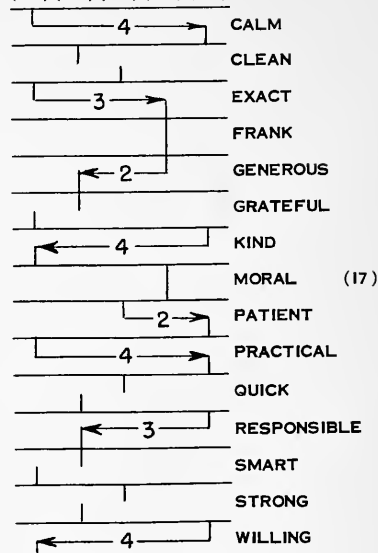 4 CALM
CLEAN
3 EXACT
FRANK
2 GENEROUS
GRATEFUL
4 KIND
MORAL (17)
2 PATIENT
4 PRACTICAL
QUICK
3 RESPONSIBLE
SMART
STRONG
4 WILLING